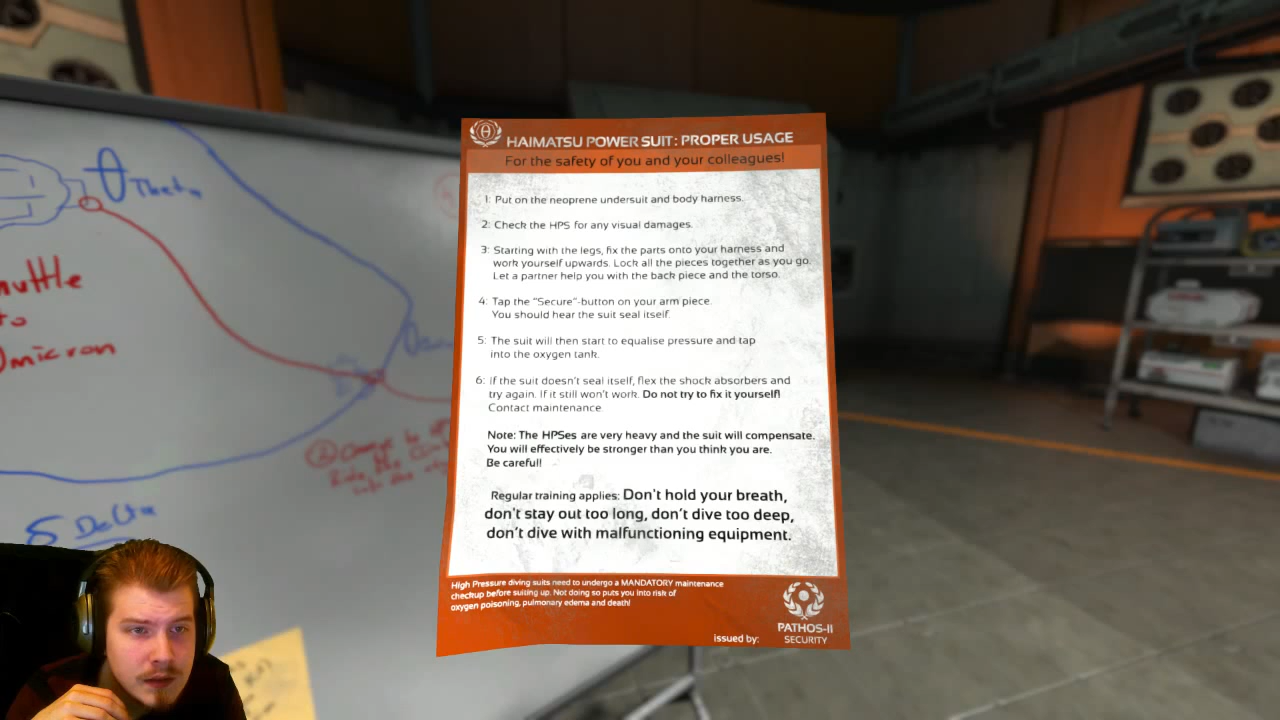 HAIMATSU POWER SUIT: PROPER USAGE
For the safety of you and your colleagues!
1: Put on the neoprene undersuit and body harness.
2: Check the HPS for any visual damages.
3: Starting with the legs, fix the parts onto your harness and
work yourself upwards. Lock all the pieces together as you go.
Let a partner help you with the back piece and the torso.
4: Tap the "Secure"-button on your arm piece.
You should hear the suit seal itself.
5: The suit will then start to equalise pressure and tap
into the oxygen tank.
6: If the suit doesn't seal itself, flex the shock absorbers and
try again. If it still won't work. Do not try to fix it yourself!
Contact maintenance.
Note: The HPSes are very heavy and the suit will compensate.
You will effectively be stronger than you think you are.
Be careful!
Regular training applies: Don't hold your breath,
don't stay out too long, don't dive too deep,
don't dive with malfunctioning equipment.
High Pressure diving suits need to undergo a MANDATORY maintenance
checkup before suiting up. Not doing so puts you into risk of
oxygen poisoning, pulmonary edema and death!
issued by:
PATHOS-II
SECURITY
θ Theta
to
Omicron
δ Delta